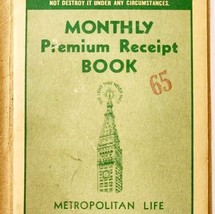 NOT DESTROY IT UNDER ANY CIRCUMSTANCES.
MONTHLY
Premium Receipt
BOOK
65
METROPOLITAN LIFE